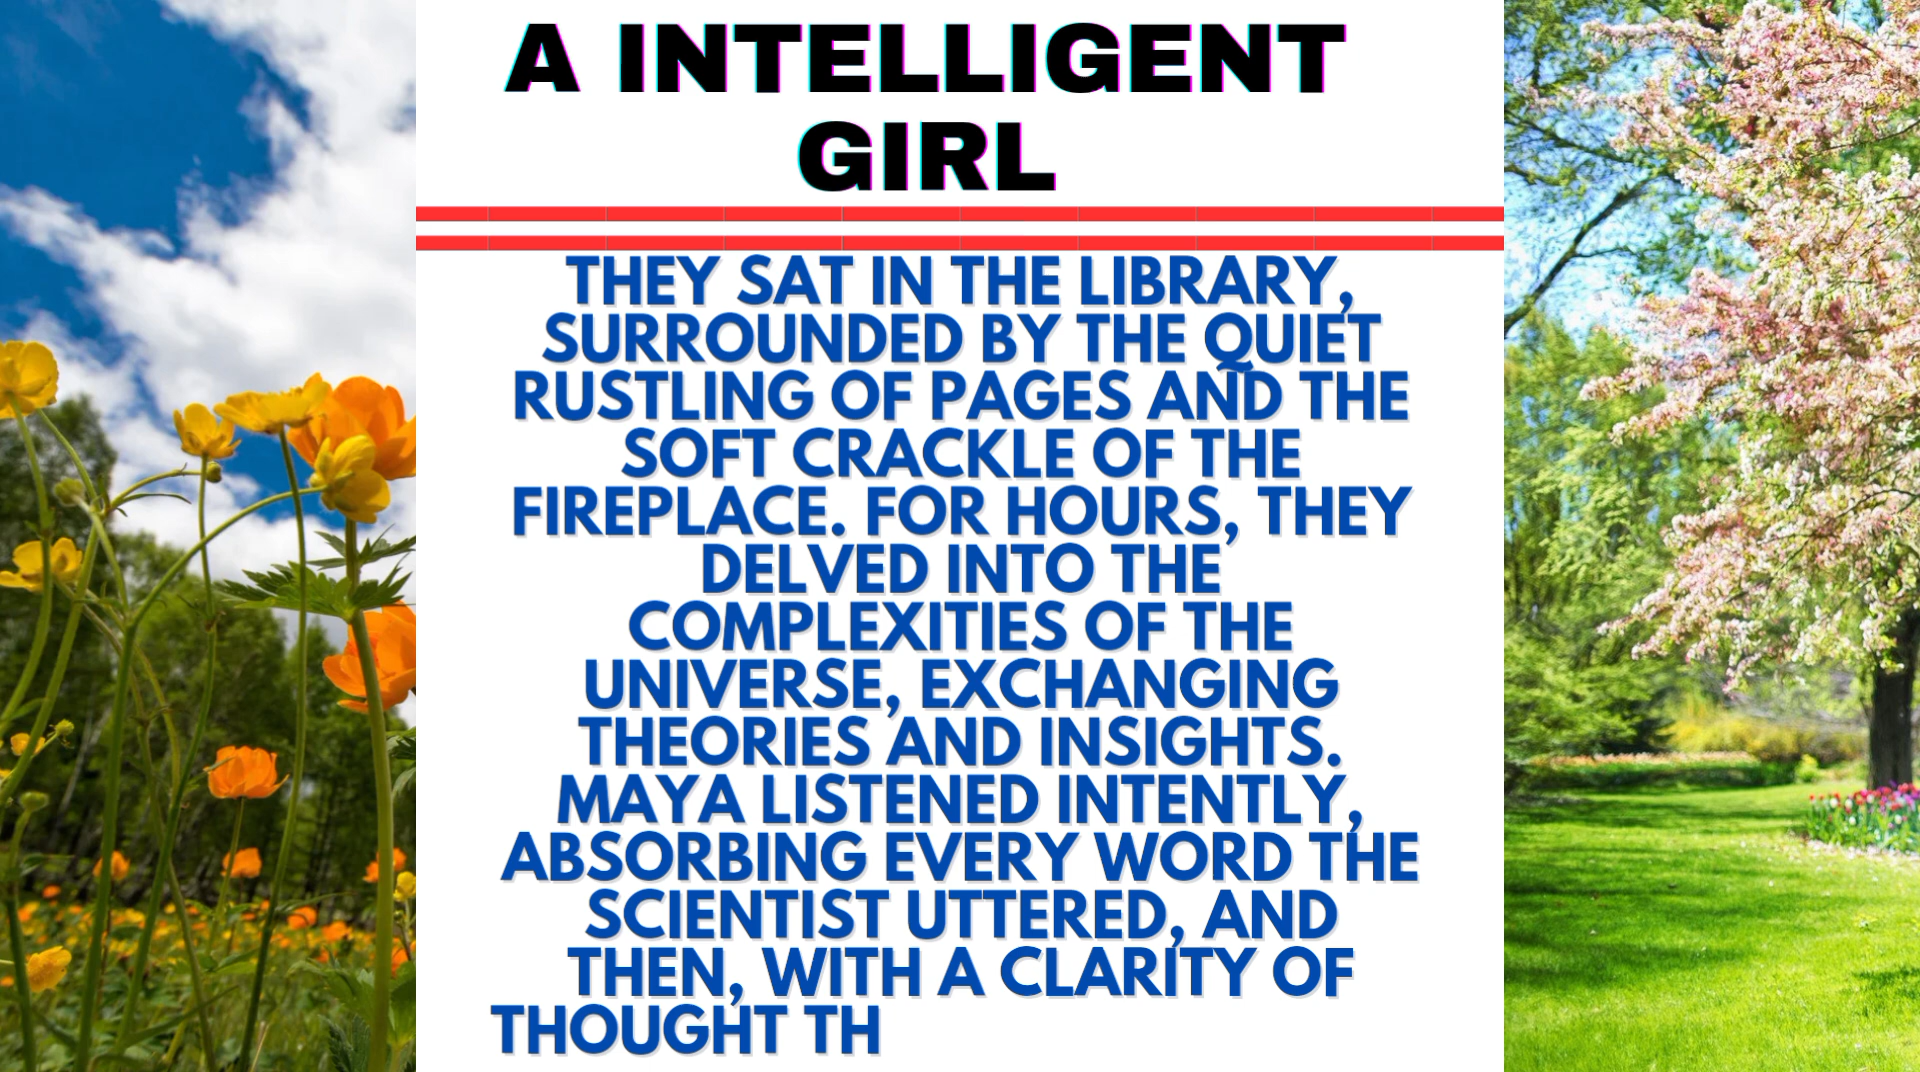 A INTELLIGENT
GIRL
THEY SAT IN THE LIBRARY,
SURROUNDED BY THE QUIET
RUSTLING OF PAGES AND THE
SOFT CRACKLE OF THE
FIREPLACE. FOR HOURS, THEY
DELVED INTO THE
COMPLEXITIES OF THE
UNIVERSE, EXCHANGING
THEORIES AND INSIGHTS.
MAYA LISTENED INTENTLY,
ABSORBING EVERY WORD THE
SCIENTIST UTTERED, AND
THEN, WITH A CLARITY OF
THOUGHT TH